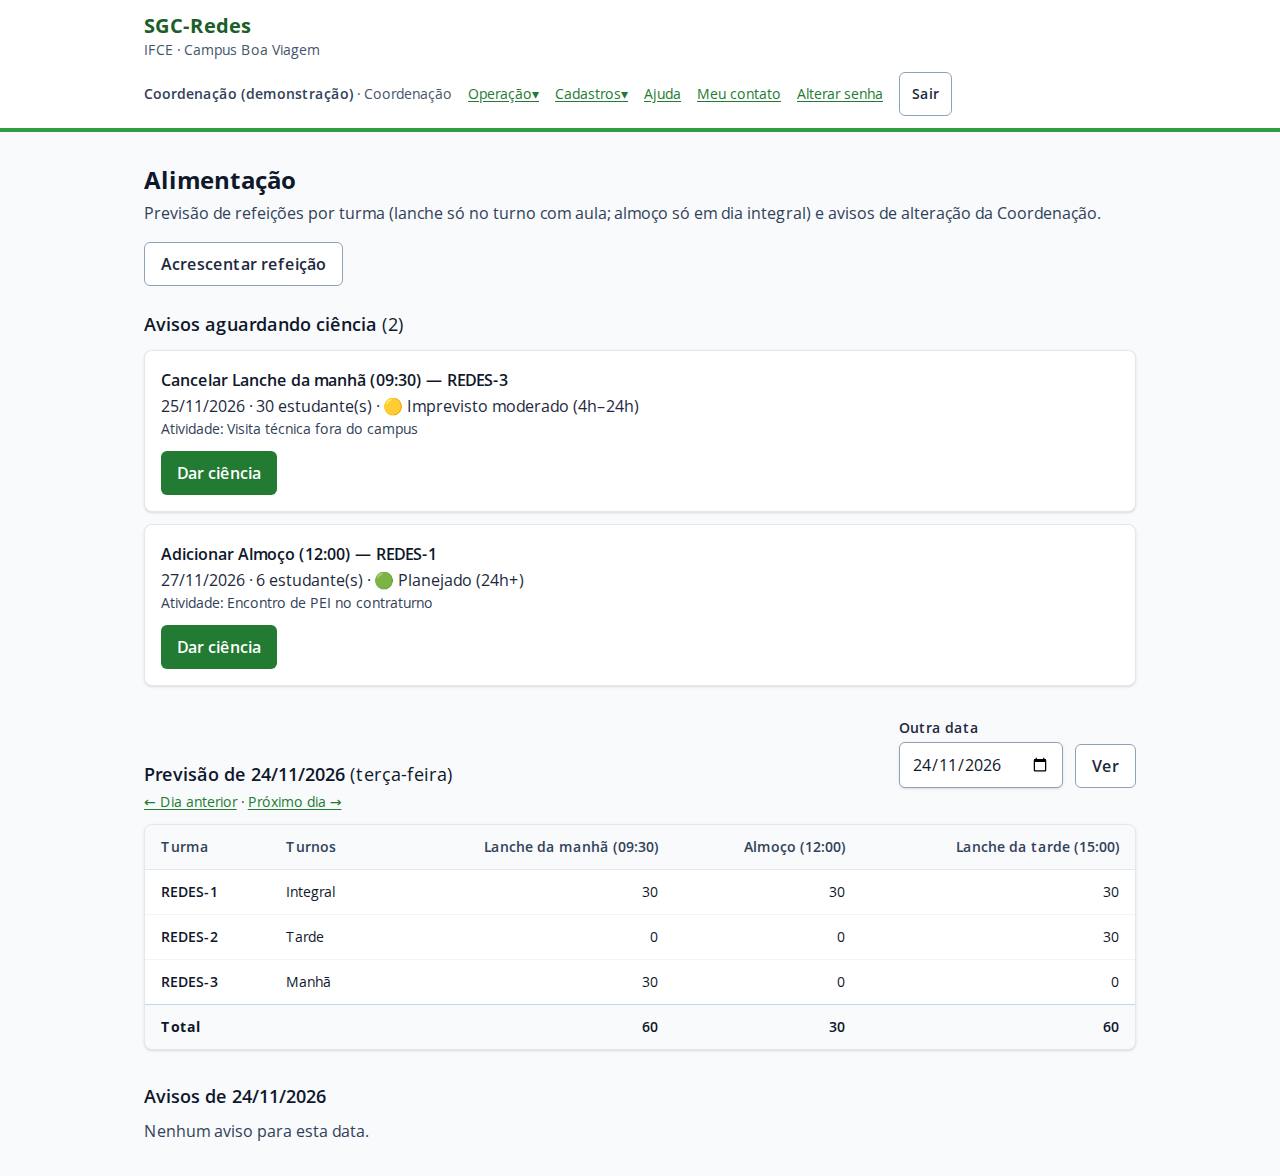 SGC-Redes
IFCE · Campus Boa Viagem
Coordenação (demonstração) · Coordenação Operação▾ Cadastros▾ Ajuda Meu contato Alterar senha Sair
Alimentação
Previsão de refeições por turma (lanche só no turno com aula; almoço só em dia integral) e avisos de alteração da Coordenação.
Acrescentar refeição
Avisos aguardando ciência (2)
Cancelar Lanche da manhã (09:30) — REDES-3
25/11/2026 · 30 estudante(s) · 🟡 Imprevisto moderado (4h–24h)
Atividade: Visita técnica fora do campus
Dar ciência
Adicionar Almoço (12:00) — REDES-1
27/11/2026 · 6 estudante(s) · 🟢 Planejado (24h+)
Atividade: Encontro de PEI no contraturno
Dar ciência
Outra data
24/11/2026 Ver
Previsão de 24/11/2026 (terça-feira)
← Dia anterior · Próximo dia →
Turma Turnos Lanche da manhã (09:30) Almoço (12:00) Lanche da tarde (15:00)
REDES-1 Integral 30 30 30
REDES-2 Tarde 0 0 30
REDES-3 Manhã 30 0 0
Total 60 30 60
Avisos de 24/11/2026
Nenhum aviso para esta data.